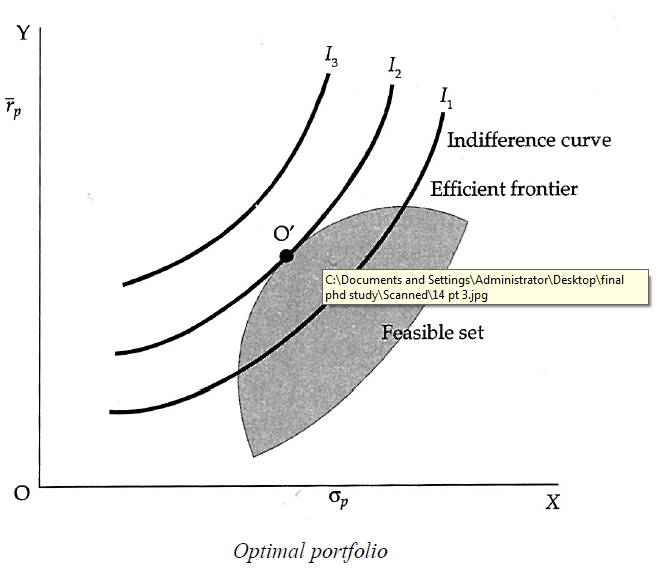 Y
r̄p
I3
I2
I1
Indifference curve
Efficient frontier
O′
C:\Documents and Settings\Administrator\Desktop\final
phd study\Scanned\14 pt 3.jpg
Feasible set
O
σp
X
Optimal portfolio